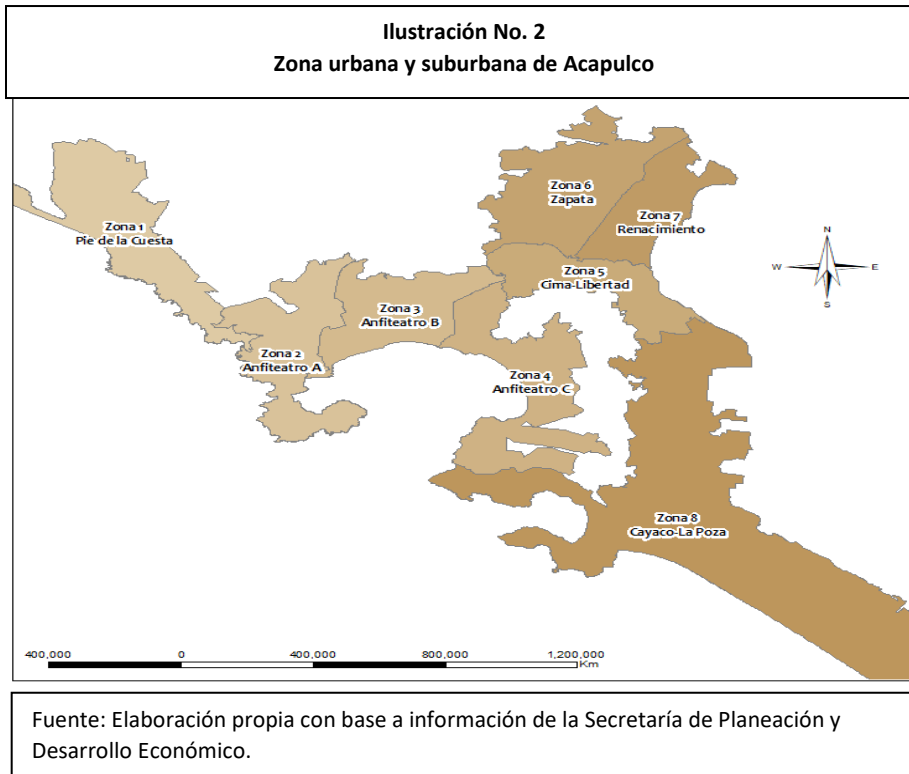 Ilustración No. 2
Zona urbana y suburbana de Acapulco
Zona 1
Pie de la Cuesta
Zona 2
Anfiteatro A
Zona 3
Anfiteatro B
Zona 4
Anfiteatro C
Zona 5
Cima-Libertad
Zona 6
Zapata
Zona 7
Renacimiento
Zona 8
Cayaco-La Poza
N
W
E
S
400,000 0 400,000 800,000 1,200,000
Km
Fuente: Elaboración propia con base a información de la Secretaría de Planeación y
Desarrollo Económico.